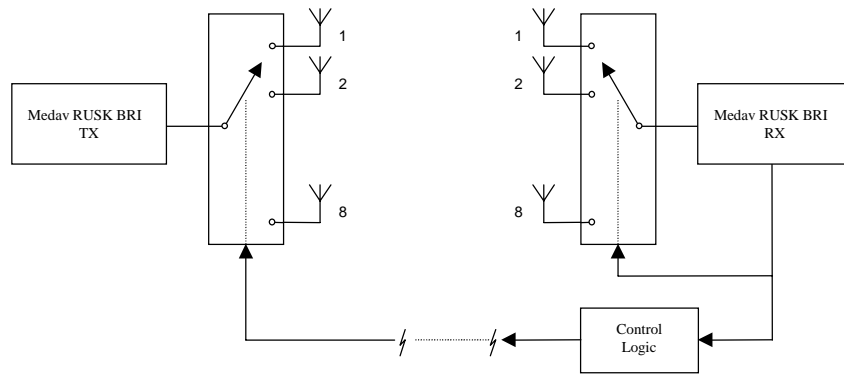 1
1
2
2
Medav RUSK BRI
TX
Medav RUSK BRI
RX
8
8
Control
Logic